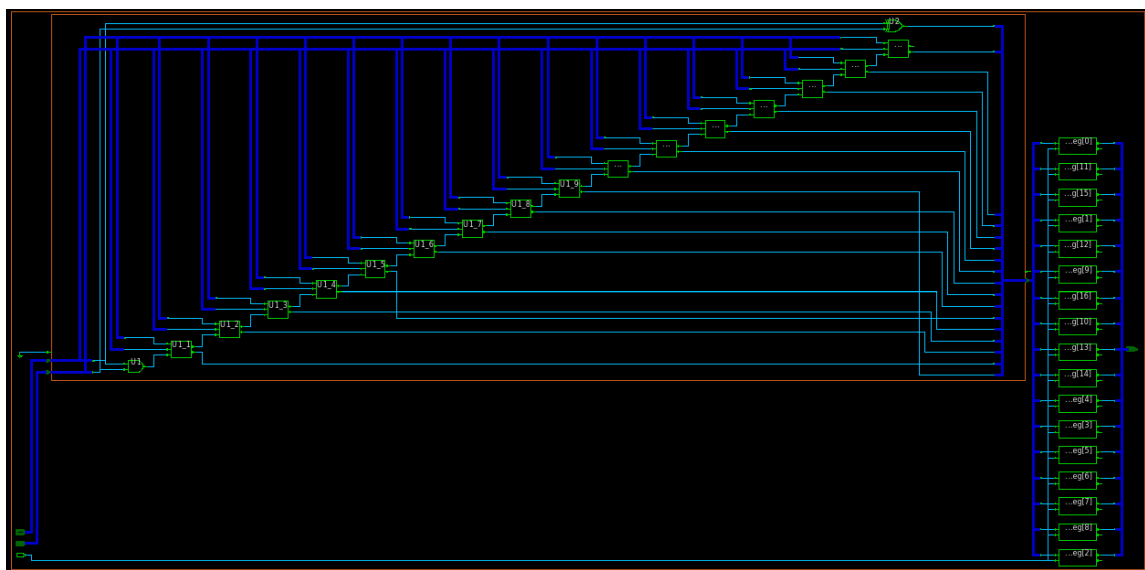 U2
...
...
...
...
...
...
...
U1_9
U1_8
U1_7
U1_6
U1_5
U1_4
U1_3
U1_2
U1_1
U1
...eg[0]
...g[11]
...g[15]
...eg[1]
...g[12]
...eg[9]
...g[16]
...g[10]
...g[13]
...g[14]
...eg[4]
...eg[3]
...eg[5]
...eg[6]
...eg[7]
...eg[8]
...eg[2]